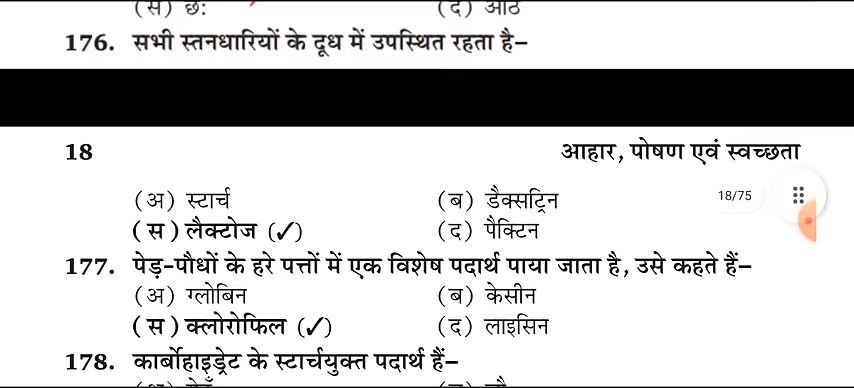 (स) छः (द) आठ
176. सभी स्तनधारियों के दूध में उपस्थित रहता है–
18 आहार, पोषण एवं स्वच्छता
(अ) स्टार्च (ब) डैक्सट्रिन
18/75
(स) लैक्टोज (✓) (द) पैक्टिन
177. पेड़-पौधों के हरे पत्तों में एक विशेष पदार्थ पाया जाता है, उसे कहते हैं–
(अ) ग्लोबिन (ब) केसीन
(स) क्लोरोफिल (✓) (द) लाइसिन
178. कार्बोहाइड्रेट के स्टार्चयुक्त पदार्थ हैं–